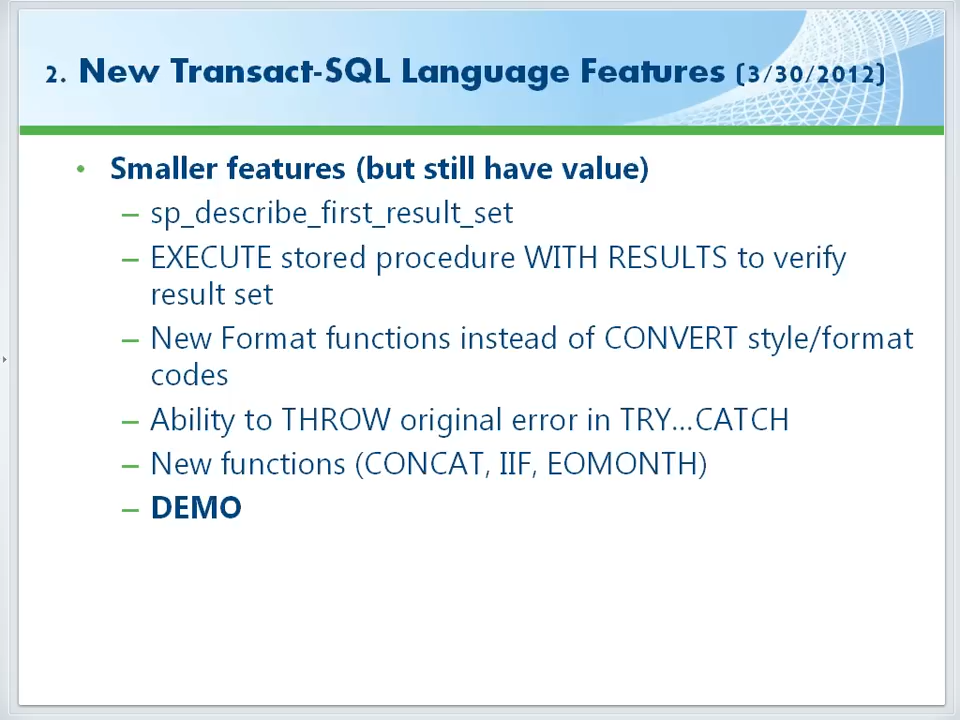 2. New Transact-SQL Language Features (3/30/2012)
• Smaller features (but still have value)
– sp_describe_first_result_set
– EXECUTE stored procedure WITH RESULTS to verify
result set
– New Format functions instead of CONVERT style/format
codes
– Ability to THROW original error in TRY...CATCH
– New functions (CONCAT, IIF, EOMONTH)
– DEMO